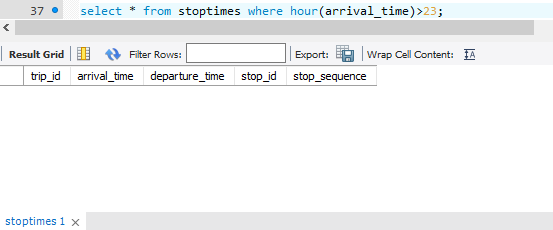 37 select * from stoptimes where hour(arrival_time)>23;
Result Grid Filter Rows: Export: Wrap Cell Content: IA
trip_id arrival_time departure_time stop_id stop_sequence
stoptimes 1